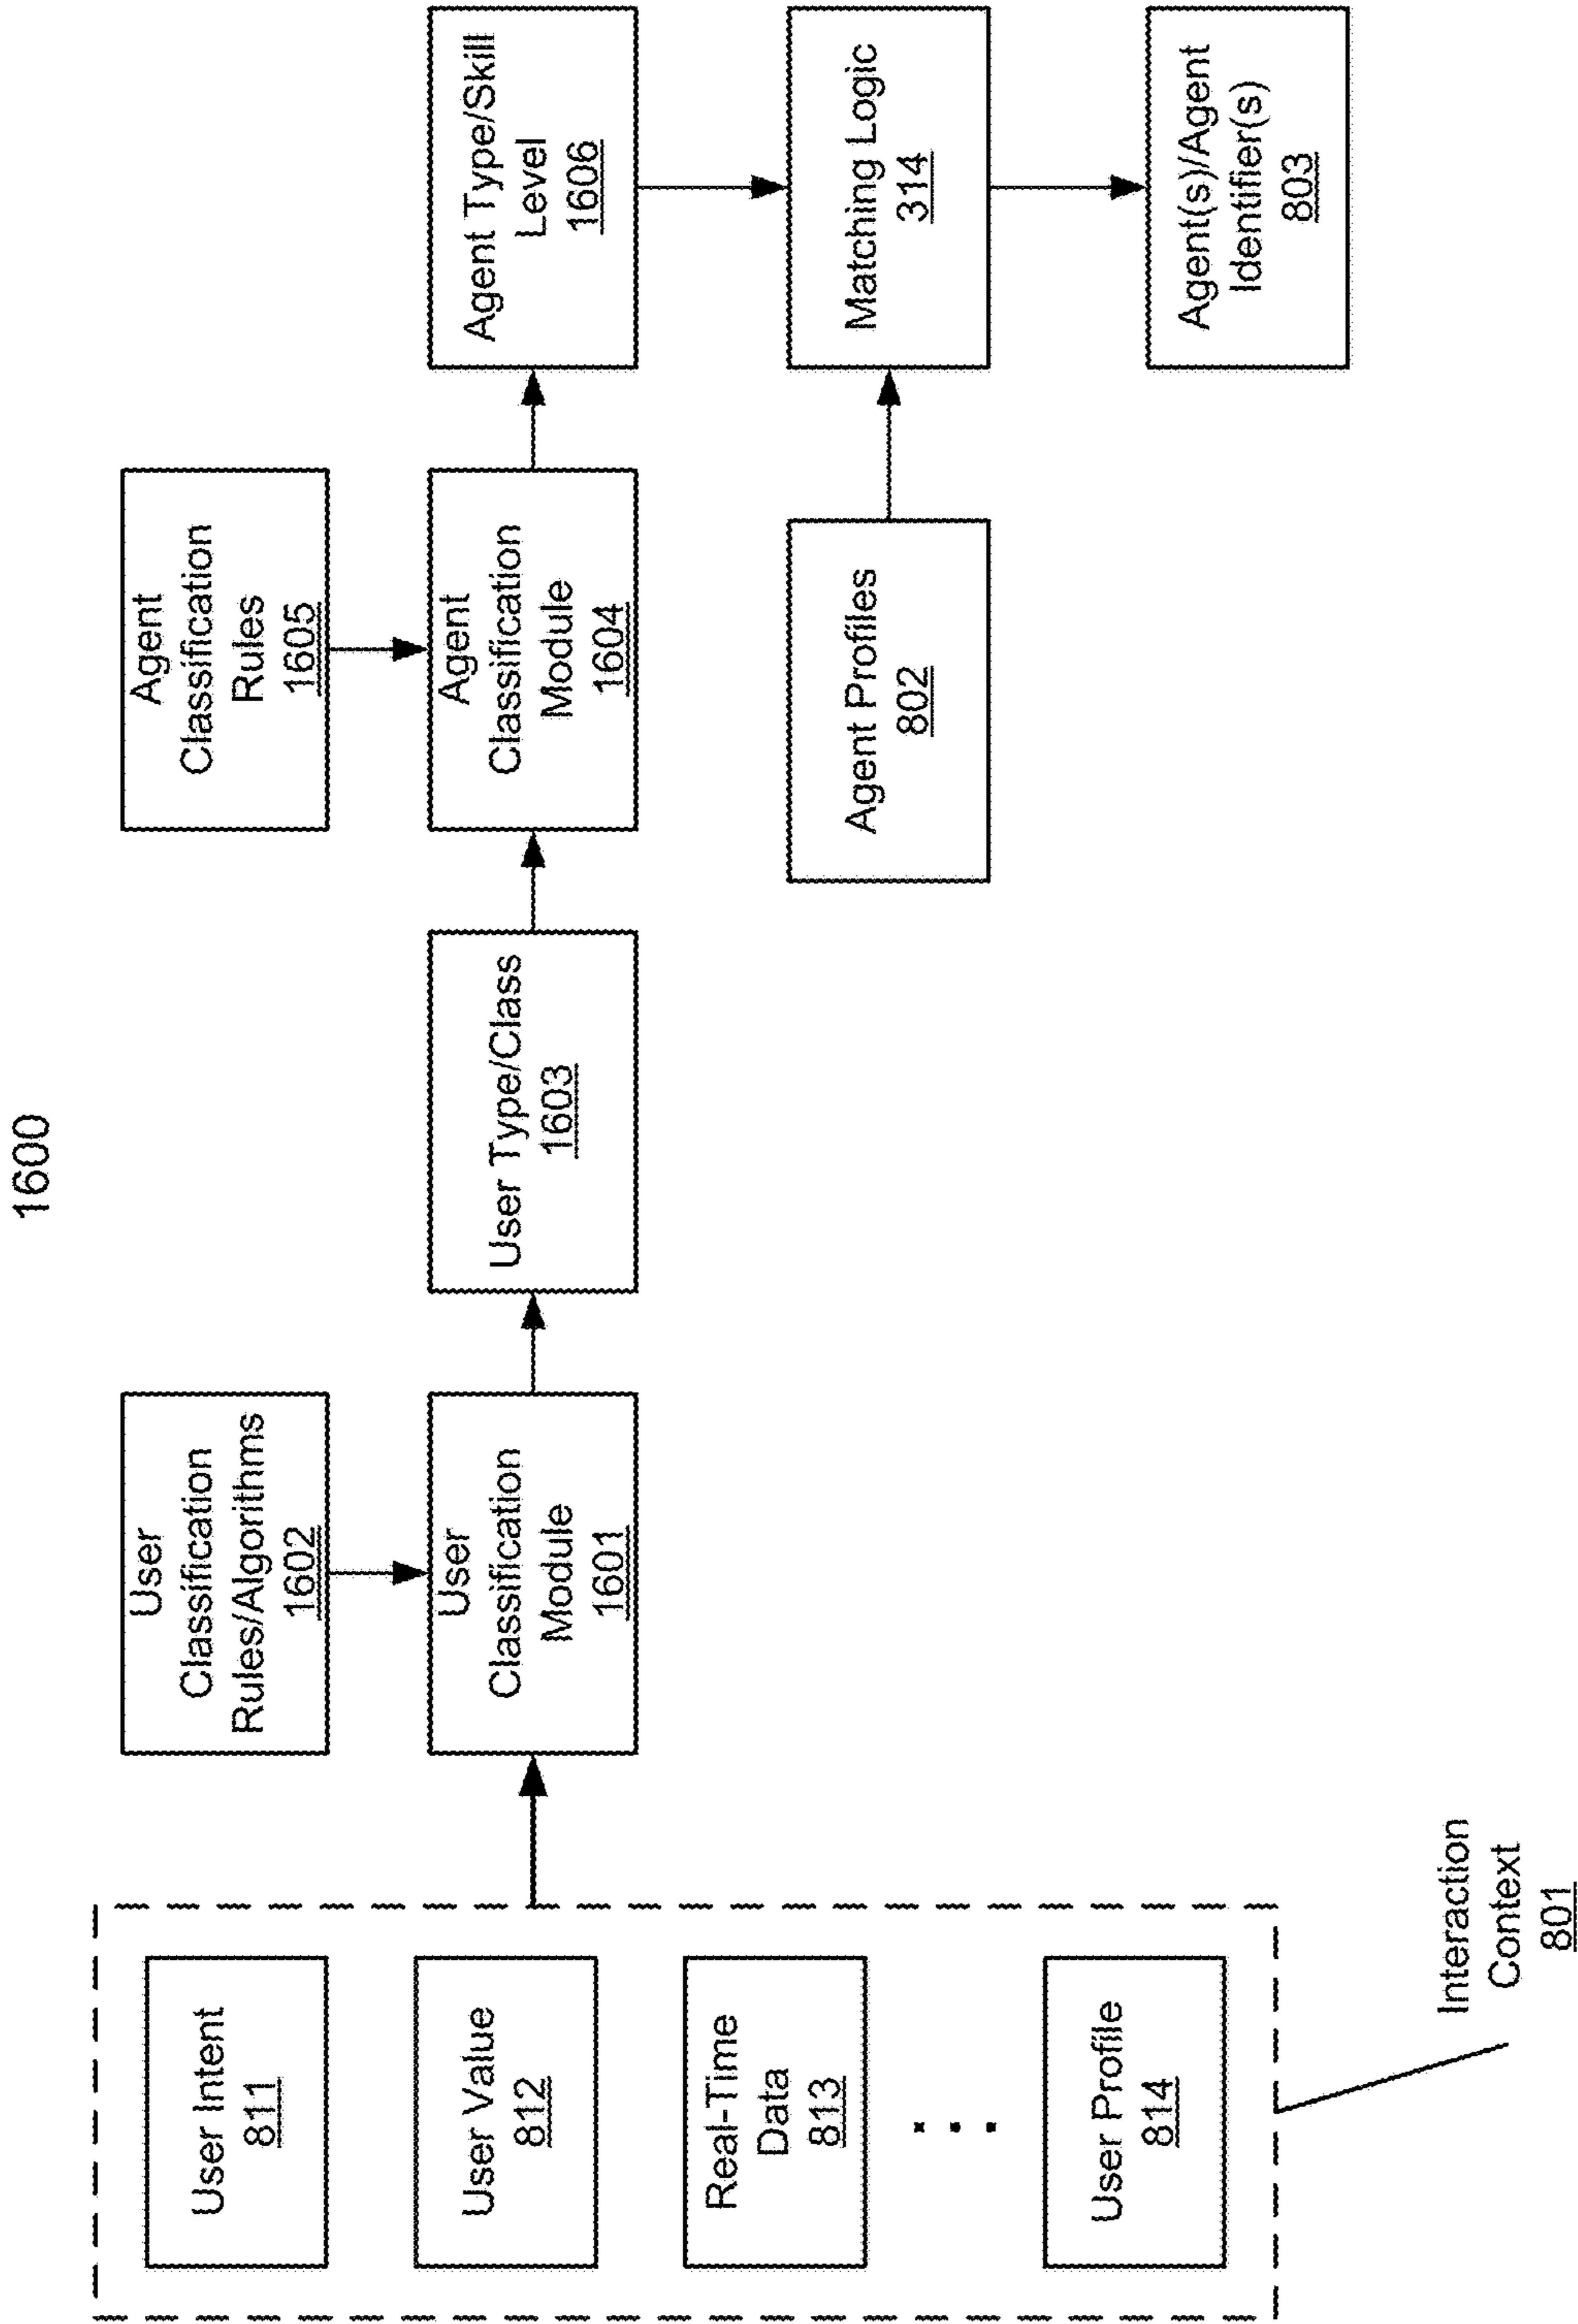 1600
User Intent
811
User Value
812
Real-Time
Data
813
. . .
User Profile
814
Interaction
Context
801
User
Classification
Rules/Algorithms
1602
User
Classification
Module
1601
User Type/Class
1603
Agent
Classification
Rules
1605
Agent
Classification
Module
1604
Agent Type/Skill
Level
1606
Agent Profiles
802
Matching Logic
314
Agent(s)/Agent
Identifier(s)
803